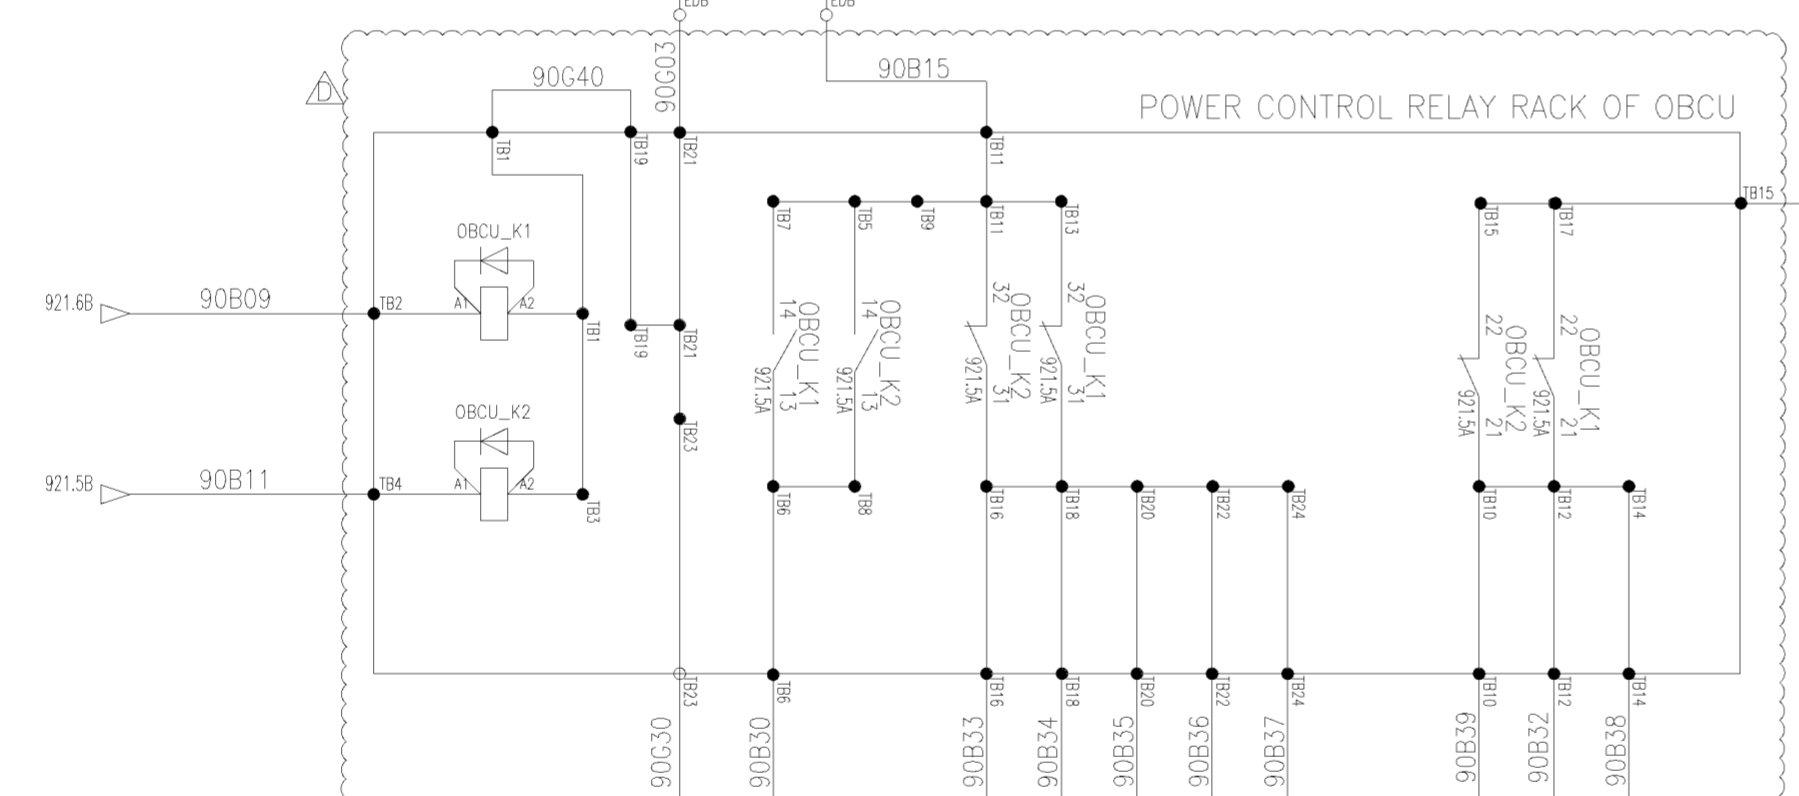 EDB
EDB
90G03
90G40
90B15
D
POWER CONTROL RELAY RACK OF OBCU
TB1
TB19
TB21
TB11
TB15
TB7
TB5
TB9
TB11
TB13
TB15
TB17
OBCU_K1
921.6B
90B09
TB2
A1
A2
TB1
TB19
TB21
14
OBCU_K1
921.5A
13
14
OBCU_K2
921.5A
13
32
OBCU_K2
921.5A
31
32
OBCU_K1
921.5A
31
22
OBCU_K2
921.5A
21
22
OBCU_K1
921.5A
21
OBCU_K2
TB23
921.5B
90B11
TB4
A1
A2
TB3
TB6
TB8
TB16
TB18
TB20
TB22
TB24
TB10
TB12
TB14
TB23
TB6
TB16
TB18
TB20
TB22
TB24
TB10
TB12
TB14
90G30
90B30
90B33
90B34
90B35
90B36
90B37
90B39
90B32
90B38